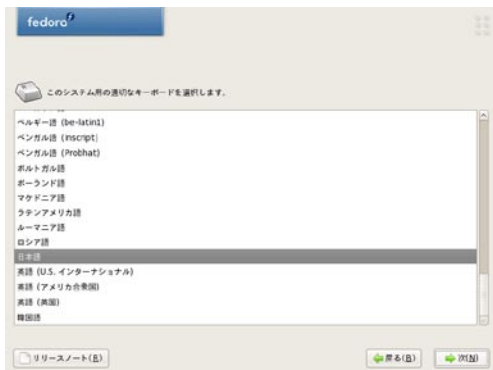 fedora
このシステム用の適切なキーボードを選択します.
ベルギー語 (be-latin1)
ベンガル語 (Inscript)
ベンガル語 (Probhat)
ポルトガル語
ポーランド語
マケドニア語
ラテンアメリカ語
ルーマニア語
ロシア語
日本語
英語 (U.S. インターナショナル)
英語 (アメリカ合衆国)
英語 (英国)
韓国語
リリースノート(R)
戻る(B)
次(N)